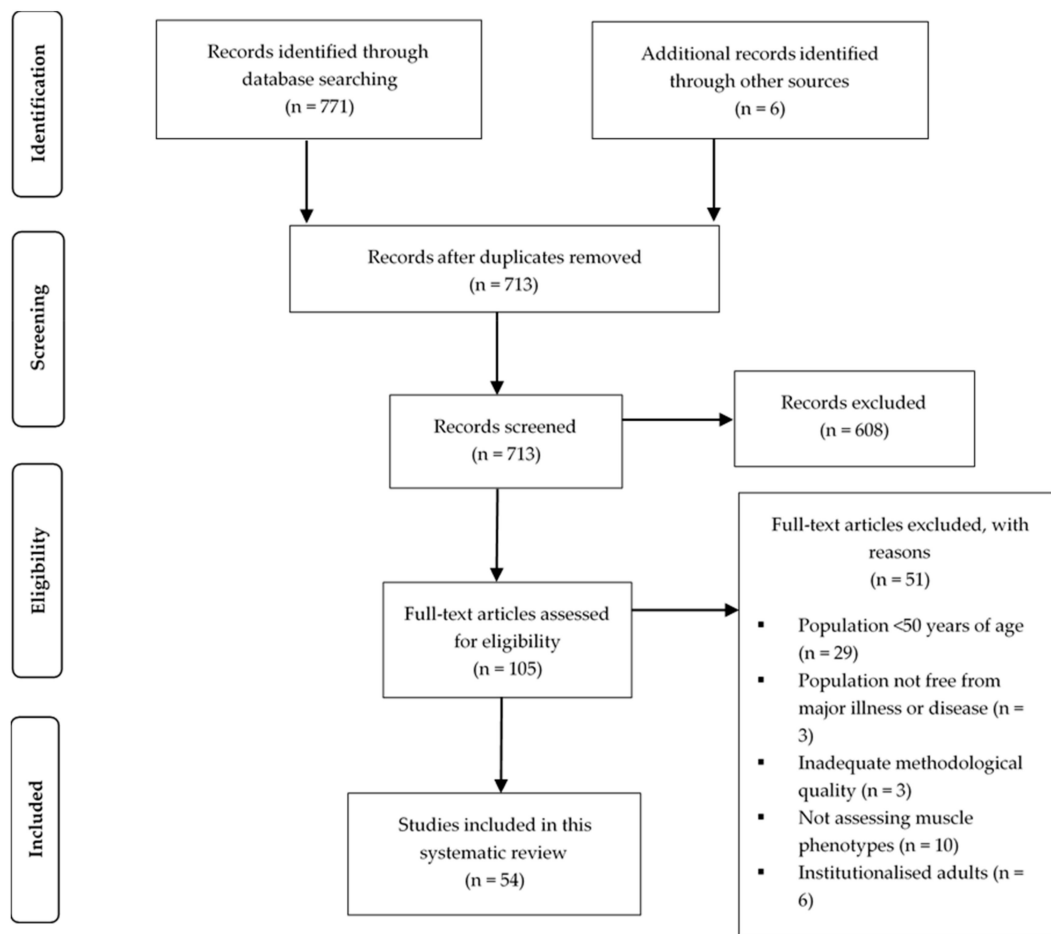 Identification
Records identified through
database searching
(n = 771)
Additional records identified
through other sources
(n = 6)
Screening
Records after duplicates removed
(n = 713)
Records screened
(n = 713)
Records excluded
(n = 608)
Eligibility
Full-text articles assessed
for eligibility
(n = 105)
Full-text articles excluded, with
reasons
(n = 51)
▪ Population <50 years of age
(n = 29)
▪ Population not free from
major illness or disease (n =
3)
▪ Inadequate methodological
quality (n = 3)
▪ Not assessing muscle
phenotypes (n = 10)
▪ Institutionalised adults (n =
6)
Included
Studies included in this
systematic review
(n = 54)